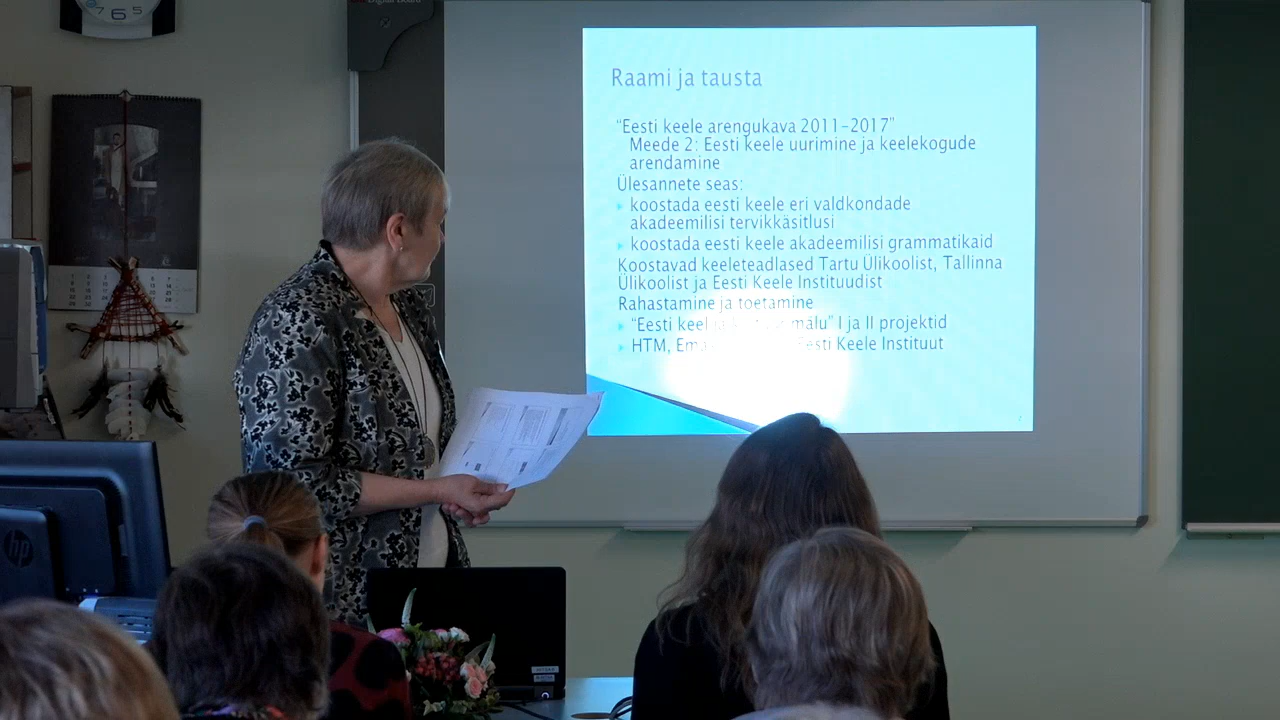 Raami ja tausta
"Eesti keele arengukava 2011-2017"
Meede 2: Eesti keele uurimine ja keelekogude
arendamine
Ülesannete seas:
koostada eesti keele eri valdkondade
akadeemilisi tervikkäsitlusi
koostada eesti keele akadeemilisi grammatikaid
Koostavad keeleteadlased Tartu Ülikoolist, Tallinna
Ülikoolist ja Eesti Keele Instituudist
Rahastamine ja toetamine
"Eesti keel ja mälu" I ja II projektid
HTM, Eesti Keele Instituut
hp